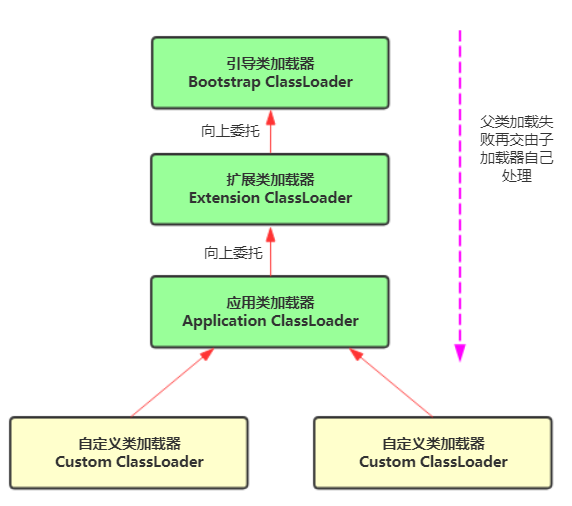 引导类加载器
Bootstrap ClassLoader
向上委托
父类加载失
败再交由子
加载器自己
处理
扩展类加载器
Extension ClassLoader
向上委托
应用类加载器
Application ClassLoader
自定义类加载器
Custom ClassLoader
自定义类加载器
Custom ClassLoader